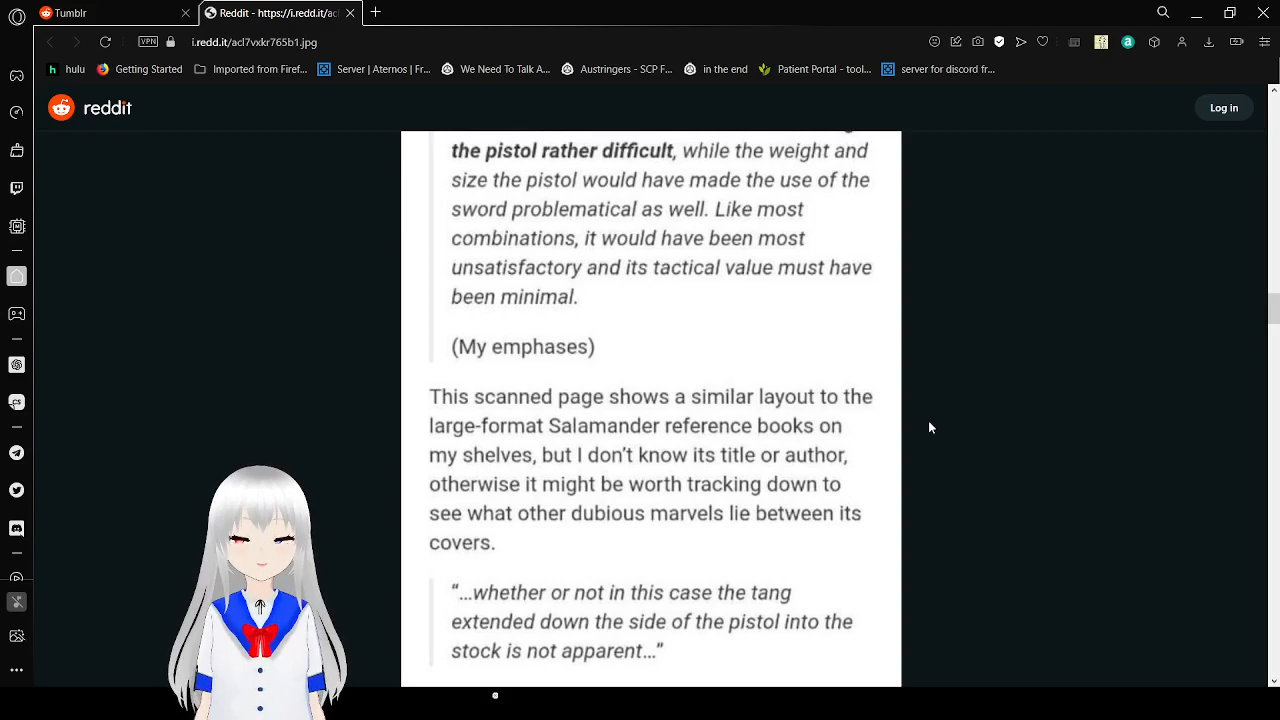 Tumblr
Reddit - https://i.redd.it/acl
VPN
i.redd.it/acl7vxkr765b1.jpg
hulu
Getting Started
Imported from Firef...
Server | Aternos | Fr...
We Need To Talk A...
Austringers - SCP F...
in the end
Patient Portal - tool...
server for discord fr...
reddit
Log in
the pistol rather difficult, while the weight and
size the pistol would have made the use of the
sword problematical as well. Like most
combinations, it would have been most
unsatisfactory and its tactical value must have
been minimal.
(My emphases)
This scanned page shows a similar layout to the
large-format Salamander reference books on
my shelves, but I don’t know its title or author,
otherwise it might be worth tracking down to
see what other dubious marvels lie between its
covers.
“…whether or not in this case the tang
extended down the side of the pistol into the
stock is not apparent…”